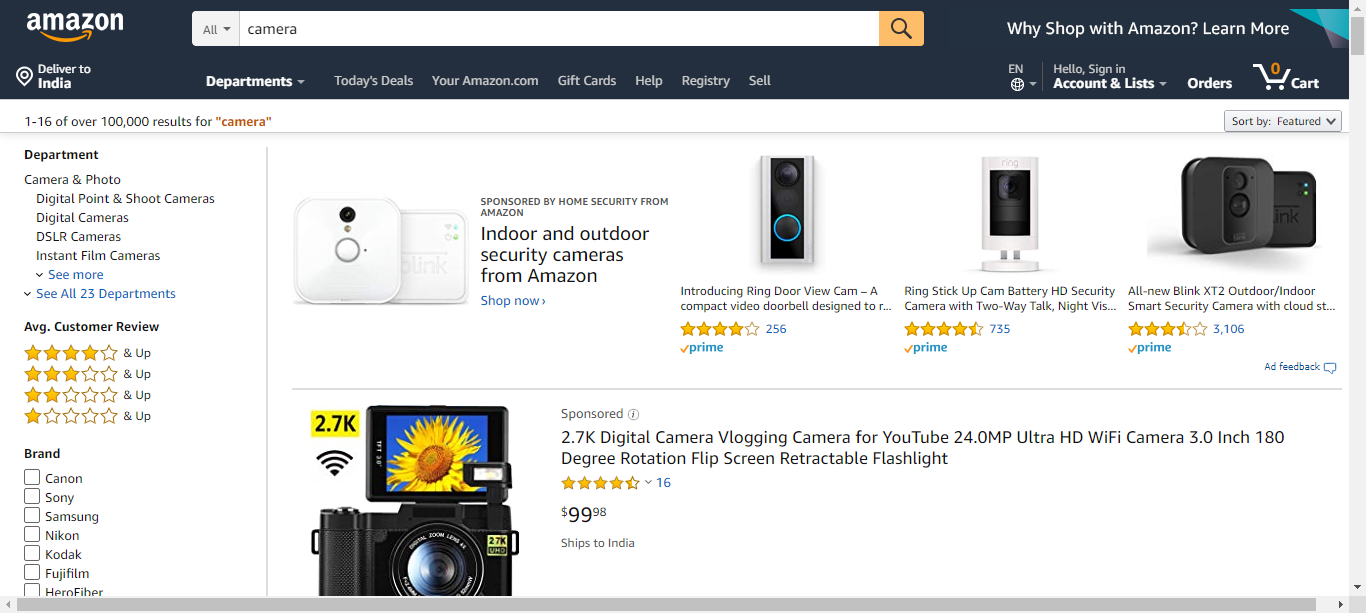 amazon
All
camera
Why Shop with Amazon? Learn More
Deliver to
India
Departments
Today's Deals Your Amazon.com Gift Cards Help Registry Sell
EN
Hello, Sign in
Account & Lists
Orders
0
Cart
1-16 of over 100,000 results for "camera"
Sort by: Featured
Department
Camera & Photo
Digital Point & Shoot Cameras
Digital Cameras
DSLR Cameras
Instant Film Cameras
See more
See All 23 Departments
Avg. Customer Review
& Up
& Up
& Up
& Up
Brand
Canon
Sony
Samsung
Nikon
Kodak
Fujifilm
HeroFiber
blink
SPONSORED BY HOME SECURITY FROM
AMAZON
Indoor and outdoor
security cameras
from Amazon
Shop now ›
Introducing Ring Door View Cam – A
compact video doorbell designed to r...
256
prime
ring
Ring Stick Up Cam Battery HD Security
Camera with Two-Way Talk, Night Vis...
735
prime
All-new Blink XT2 Outdoor/Indoor
Smart Security Camera with cloud st...
3,106
prime
Ad feedback
2.7K
DIGITAL ZOOM LENS 4X
2.7K
UHD
Sponsored
2.7K Digital Camera Vlogging Camera for YouTube 24.0MP Ultra HD WiFi Camera 3.0 Inch 180
Degree Rotation Flip Screen Retractable Flashlight
16
$99.98
Ships to India